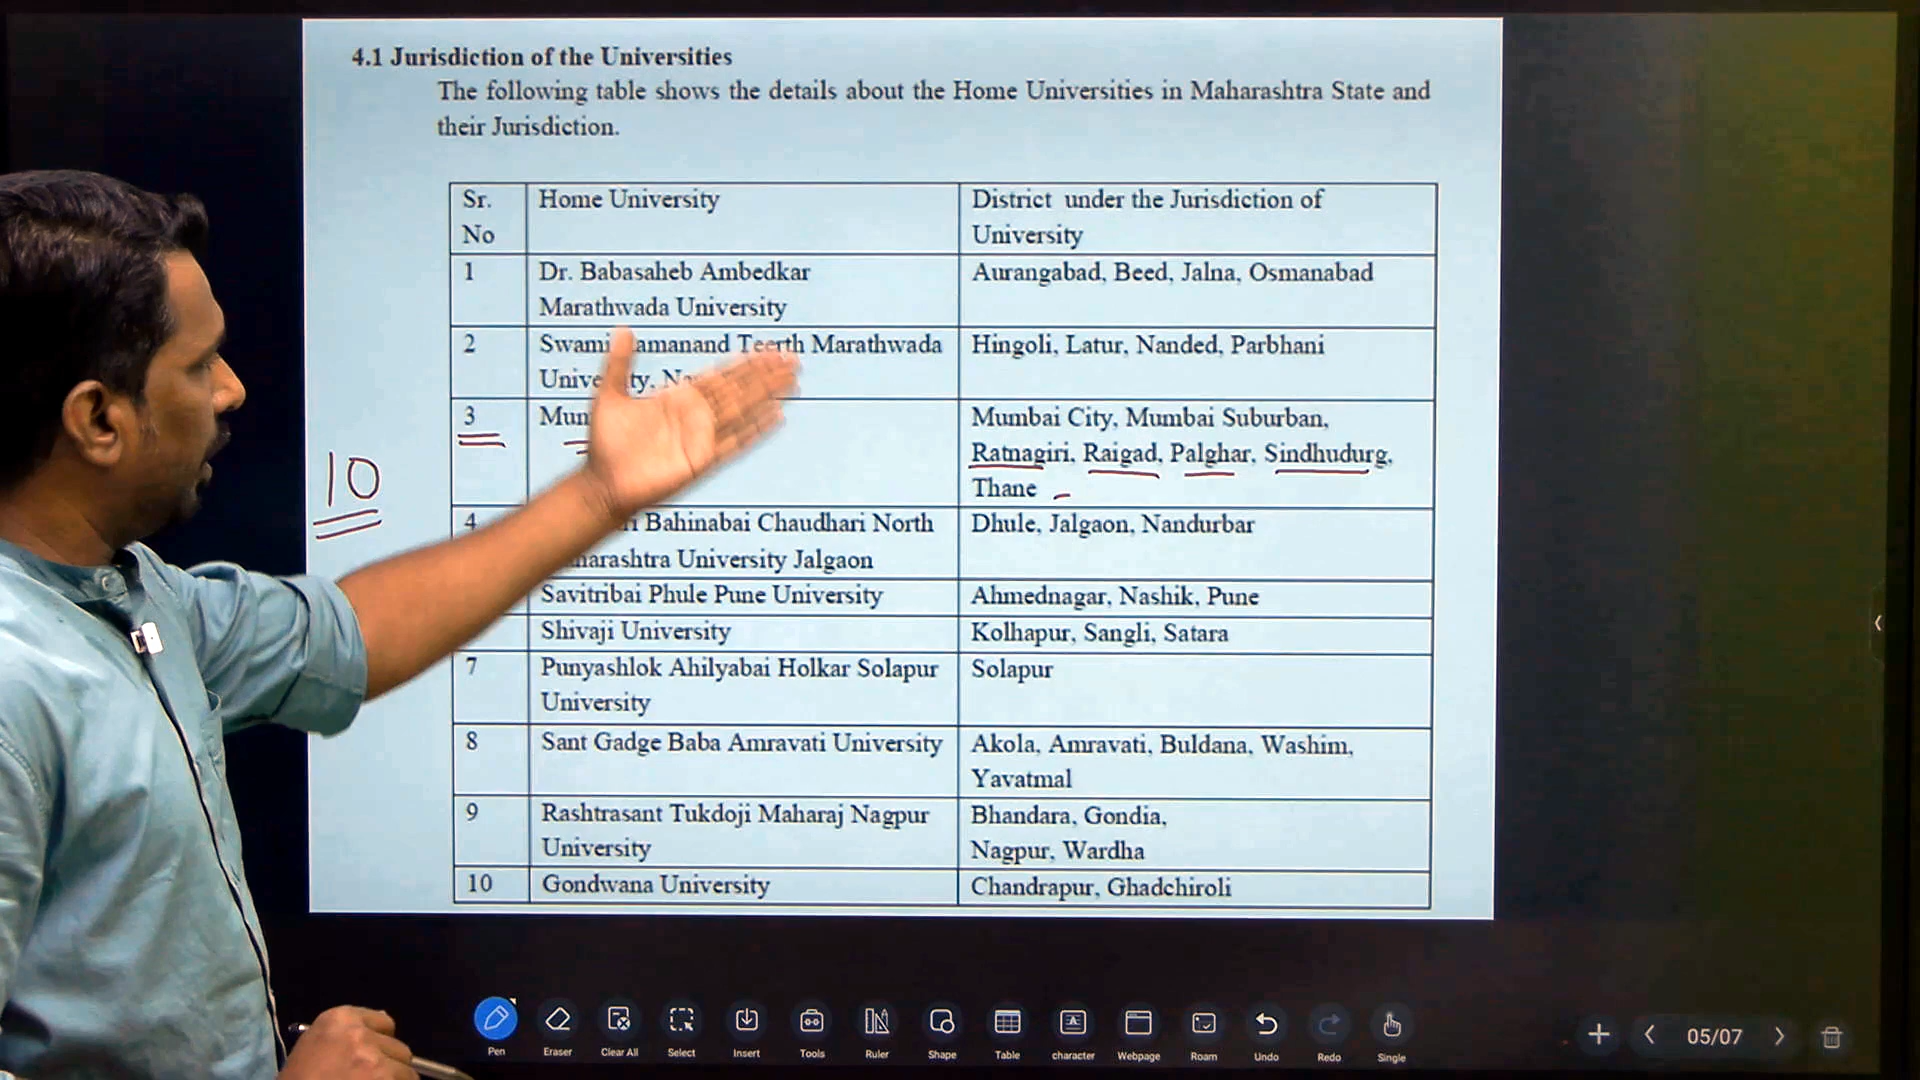 4.1 Jurisdiction of the Universities
The following table shows the details about the Home Universities in Maharashtra State and
their Jurisdiction.
Sr.
No
Home University
District under the Jurisdiction of
University
1
Dr. Babasaheb Ambedkar
Marathwada University
Aurangabad, Beed, Jalna, Osmanabad
2
Swami Teerth Marathwada
Hingoli, Latur, Nanded, Parbhani
3
Mumbai City, Mumbai Suburban,
Ratnagiri, Raigad, Palghar, Sindhudurg,
Thane
10
4
Bahinabai Chaudhari North
University Jalgaon
Dhule, Jalgaon, Nandurbar
Savitribai Phule Pune University
Ahmednagar, Nashik, Pune
Shivaji University
Kolhapur, Sangli, Satara
7
Punyashlok Ahilyabai Holkar Solapur
University
Solapur
8
Sant Gadge Baba Amravati University
Akola, Amravati, Buldana, Washim,
Yavatmal
9
Rashtrasant Tukdoji Maharaj Nagpur
University
Bhandara, Gondia,
Nagpur, Wardha
10
Gondwana University
Chandrapur, Ghadchiroli
Pen
Eraser
Clear All
Select
Insert
Tools
Ruler
Shape
Table
character
Webpage
Roam
Undo
Redo
Single
05/07